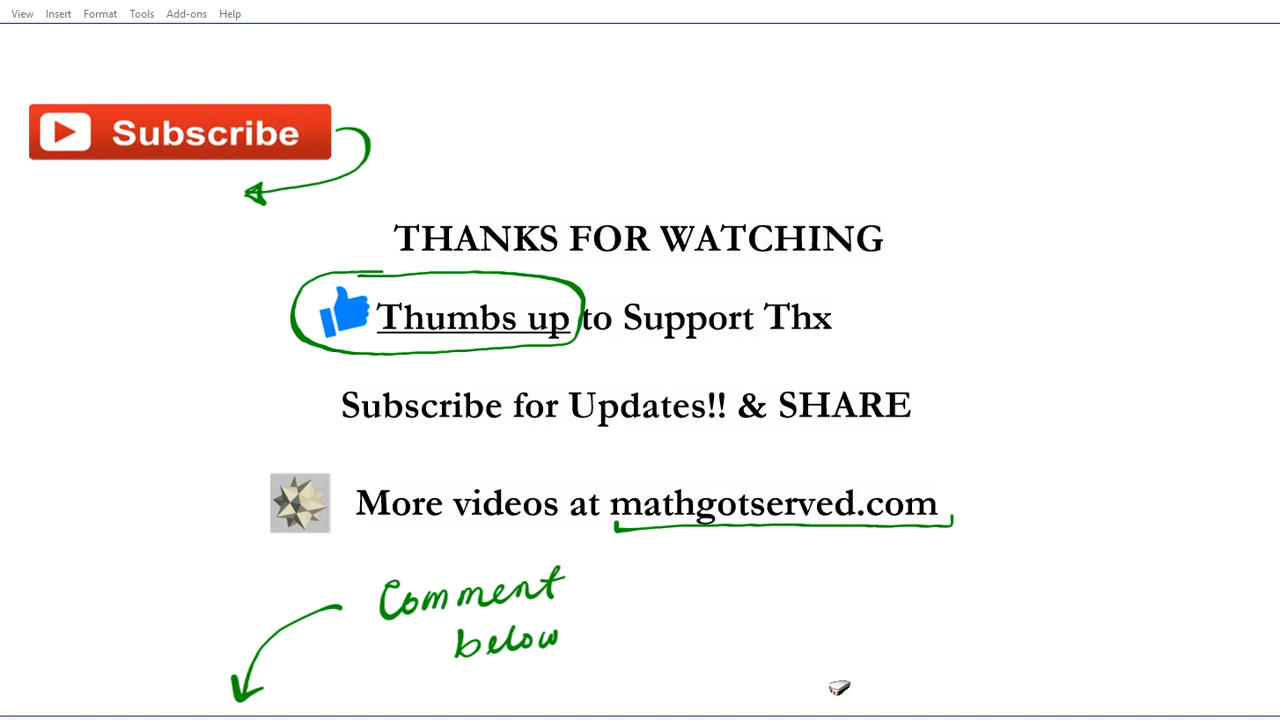 View Insert Format Tools Add-ons Help
Subscribe
THANKS FOR WATCHING
Thumbs up to Support Thx
Subscribe for Updates!! & SHARE
More videos at mathgotserved.com
Comment
below